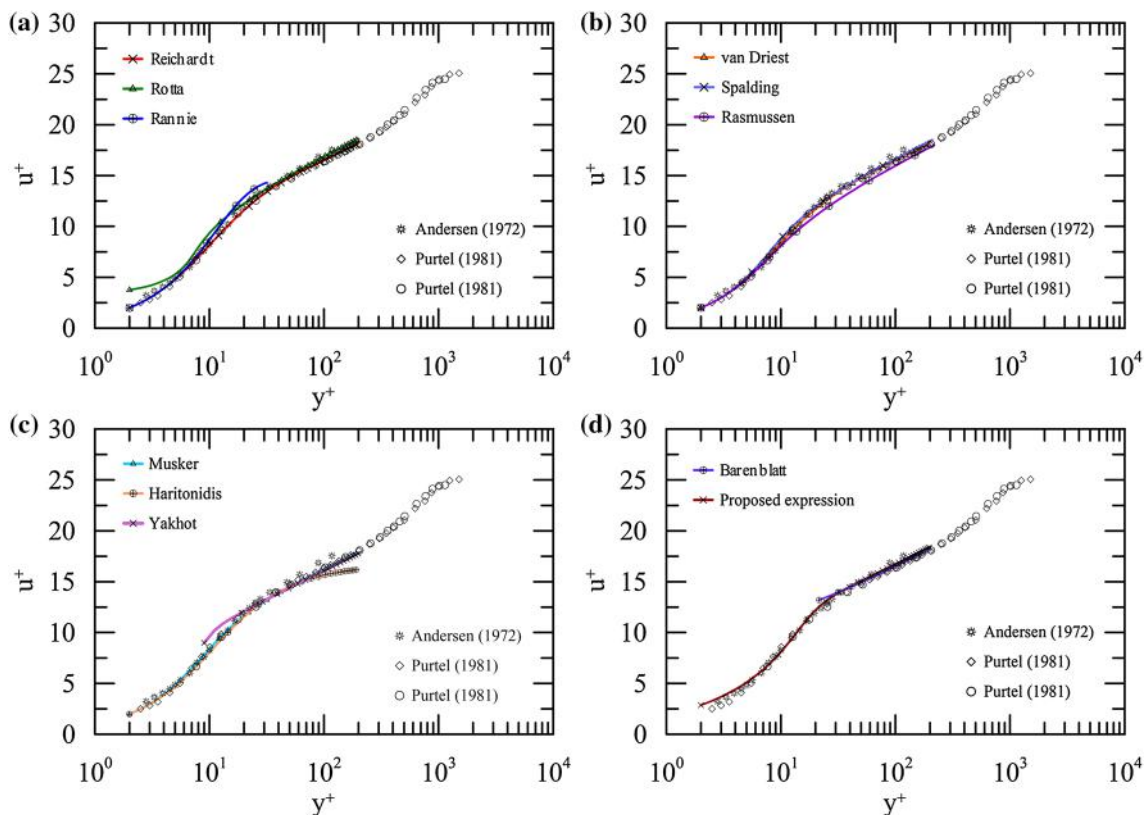 (a)
30
25
20
15
10
5
0
u+
Reichardt
Rotta
Rannie
Andersen (1972)
Purtel (1981)
Purtel (1981)
10^0 10^1 10^2 10^3 10^4
y+
(b)
30
25
20
15
10
5
0
u+
van Driest
Spalding
Rasmussen
Andersen (1972)
Purtel (1981)
Purtel (1981)
10^0 10^1 10^2 10^3 10^4
y+
(c)
30
25
20
15
10
5
0
u+
Musker
Haritonidis
Yakhot
Andersen (1972)
Purtel (1981)
Purtel (1981)
10^0 10^1 10^2 10^3 10^4
y+
(d)
30
25
20
15
10
5
0
u+
Barenblatt
Proposed expression
Andersen (1972)
Purtel (1981)
Purtel (1981)
10^0 10^1 10^2 10^3 10^4
y+